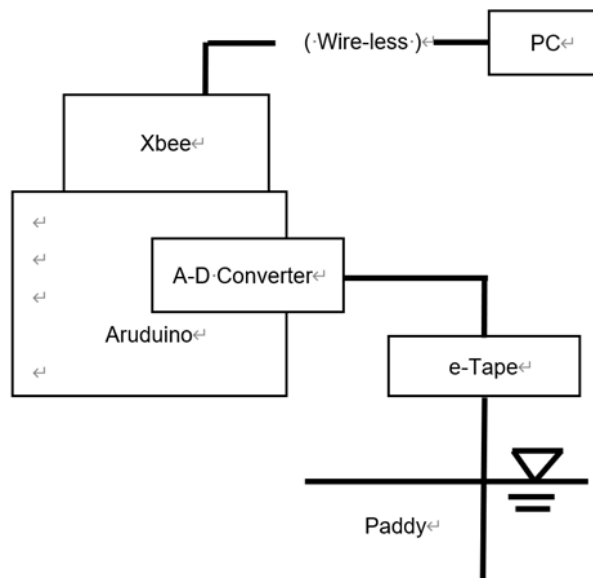 ( Wire-less )
PC
Xbee
A-D Converter
Aruduino
e-Tape
Paddy